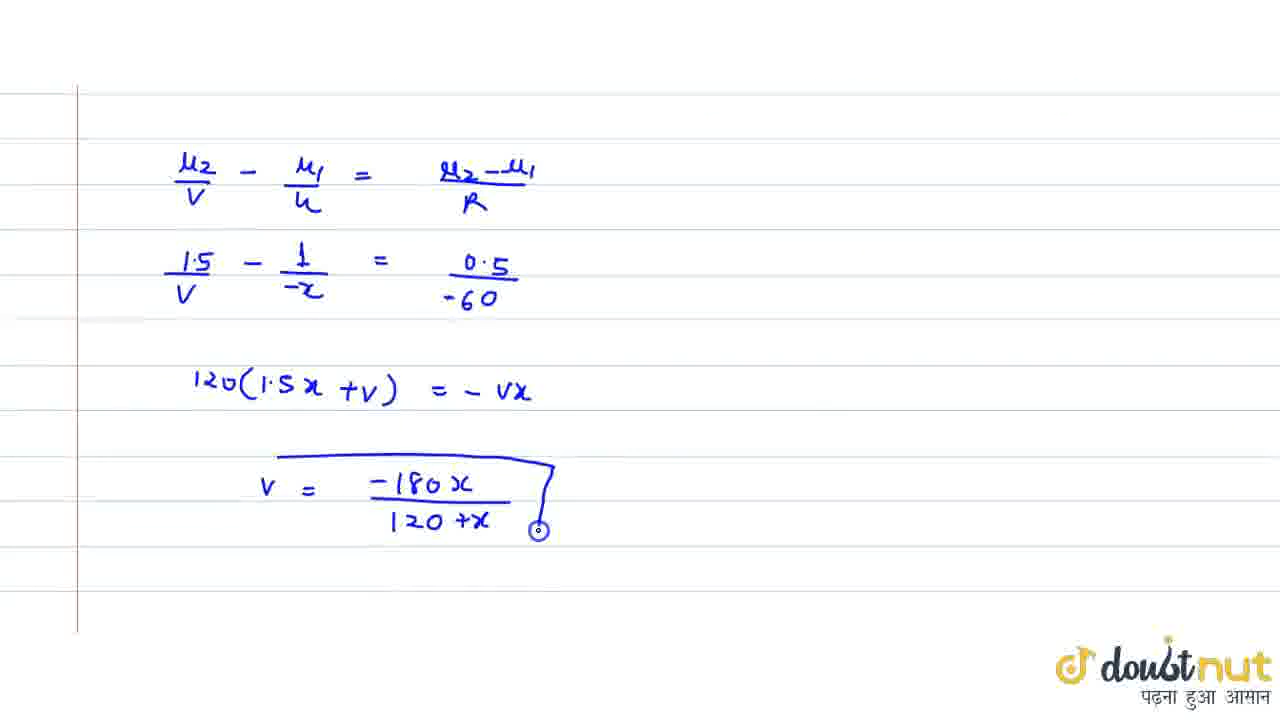 μ2/V - μ1/u = μ2-μ1/R
1.5/V - 1/-x = 0.5/-60
120(1.5x +V) = - Vx
V = -180x/120+x
doubtnut
पढ़ना हुआ आसान